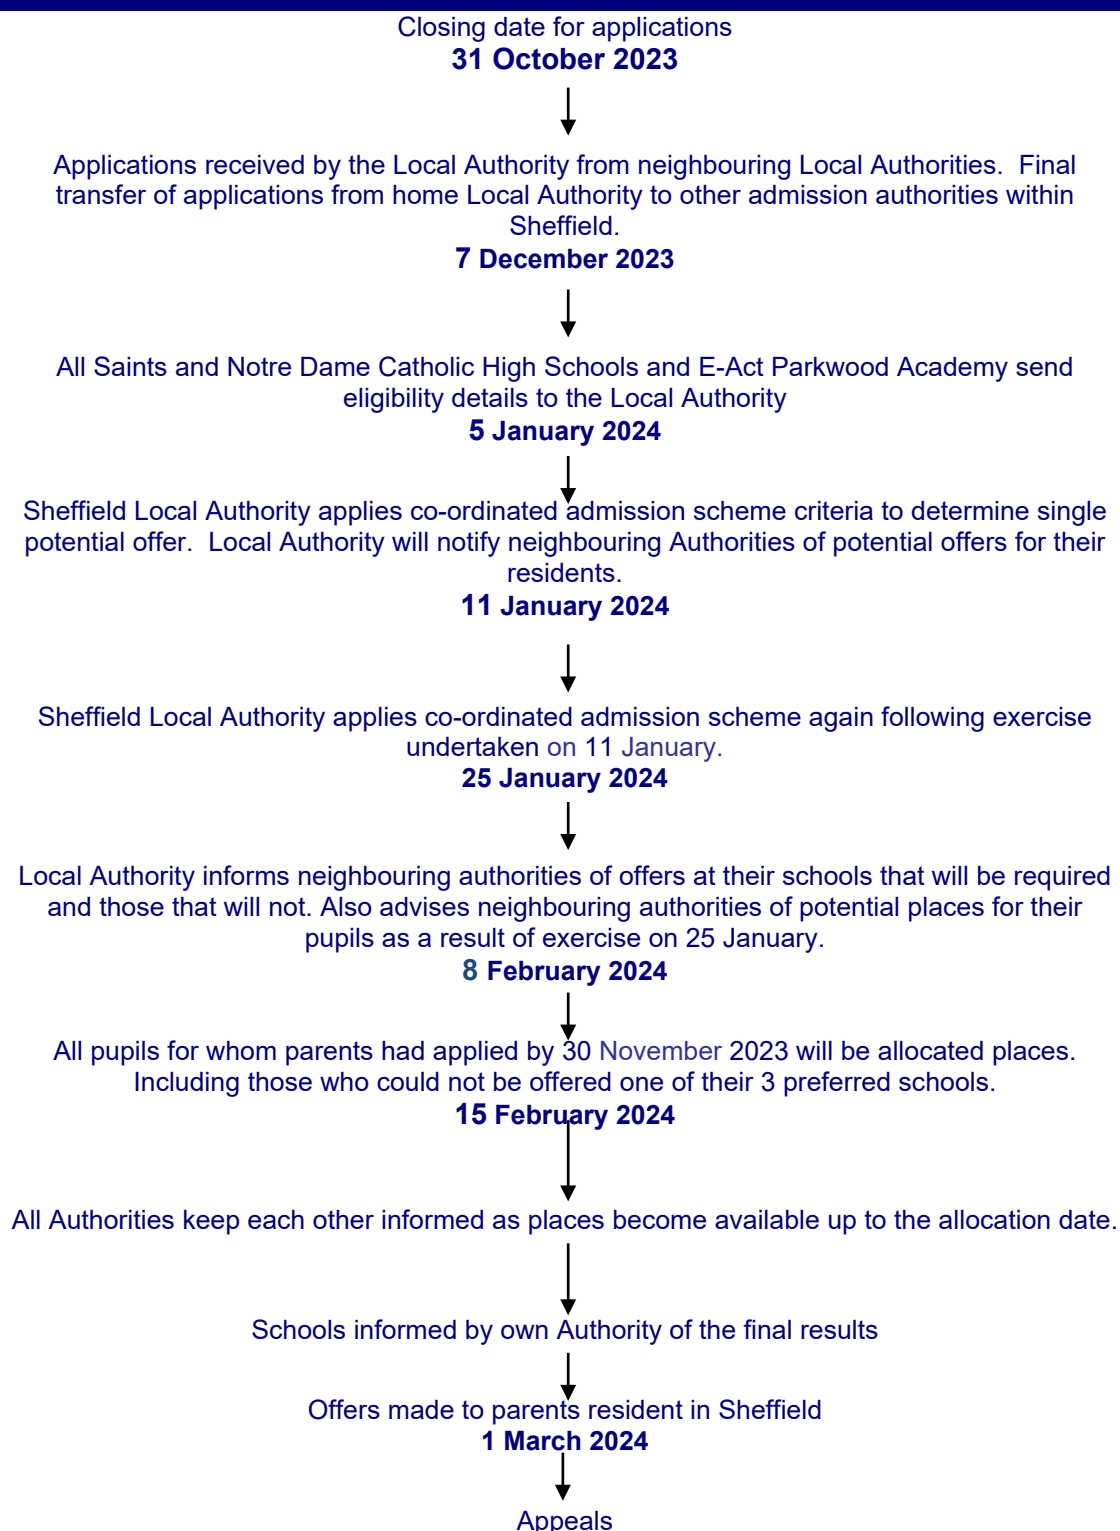 Closing date for applications
31 October 2023
Applications received by the Local Authority from neighbouring Local Authorities. Final
transfer of applications from home Local Authority to other admission authorities within
Sheffield.
7 December 2023
All Saints and Notre Dame Catholic High Schools and E-Act Parkwood Academy send
eligibility details to the Local Authority
5 January 2024
Sheffield Local Authority applies co-ordinated admission scheme criteria to determine single
potential offer. Local Authority will notify neighbouring Authorities of potential offers for their
residents.
11 January 2024
Sheffield Local Authority applies co-ordinated admission scheme again following exercise
undertaken on 11 January.
25 January 2024
Local Authority informs neighbouring authorities of offers at their schools that will be required
and those that will not. Also advises neighbouring authorities of potential places for their
pupils as a result of exercise on 25 January.
8 February 2024
All pupils for whom parents had applied by 30 November 2023 will be allocated places.
Including those who could not be offered one of their 3 preferred schools.
15 February 2024
All Authorities keep each other informed as places become available up to the allocation date.
Schools informed by own Authority of the final results
Offers made to parents resident in Sheffield
1 March 2024
Appeals